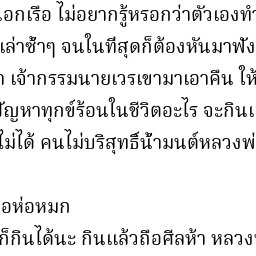 นอกเรือ ไม่อยากรู้หรอกว่าตัวเองทำ
เล่าซ้ำๆ จนในที่สุดก็ต้องหันมาฟัง
เจ้ากรรมนายเวรเขามาเอาคืน ให้
ปัญหาทุกข์ร้อนในชีวิตอะไร จะกิน
ไม่ได้ คนไม่บริสุทธิ์น้ำมนต์หลวงพ่
อห่อหมก
ก็กินได้นะ กินแล้วถือศีลห้า หลวง